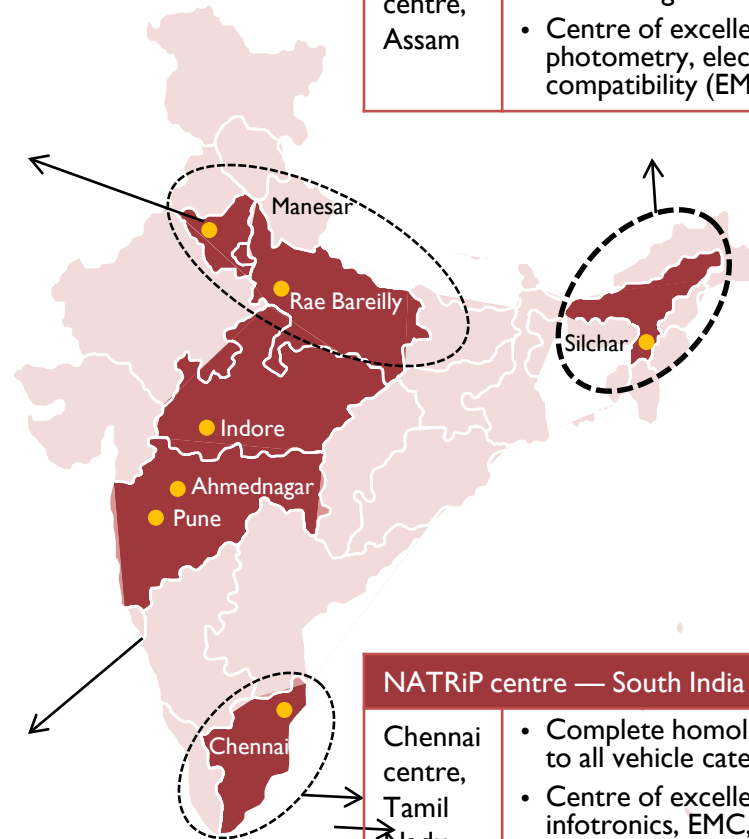 centre,
Assam
• Centre of excelle
photometry, elec
compatibility (EM
Manesar
Rae Bareilly
Silchar
Indore
Ahmednagar
Pune
Chennai
NATRiP centre — South India
Chennai
centre,
Tamil
• Complete homol
to all vehicle cate
• Centre of excelle
infotronics, EMC,